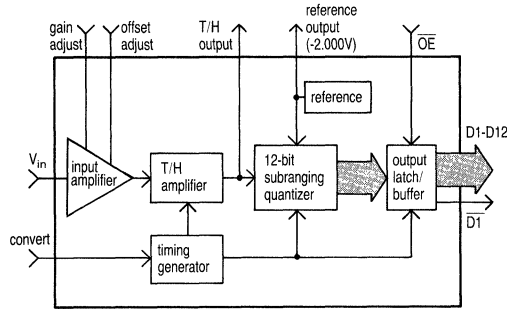 gain
adjust
offset
adjust
T/H
output
reference
output
(-2.000V)
OE
reference
D1-D12
Vin
input
amplifier
T/H
amplifier
12-bit
subranging
quantizer
output
latch/
buffer
D1
convert
timing
generator